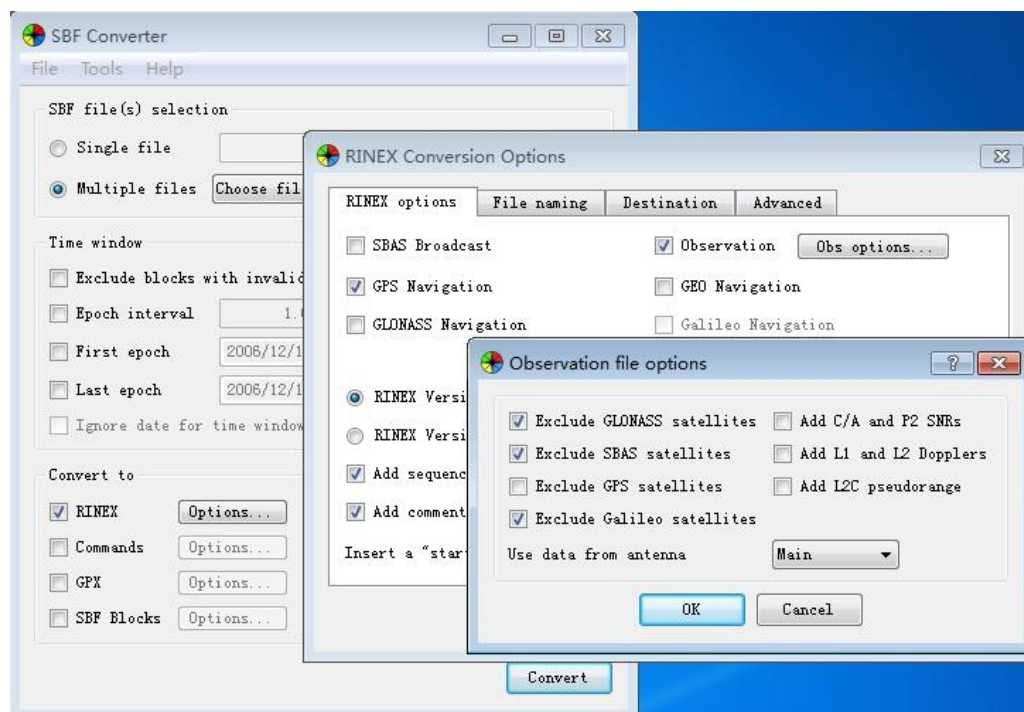 SBF Converter
File Tools Help
SBF file(s) selection
Single file
Multiple files Choose fil
Time window
Exclude blocks with invalid
Epoch interval 1.
First epoch 2006/12/1
Last epoch 2006/12/1
Ignore date for time window
Convert to
RINEX Options...
Commands Options...
GPX Options...
SBF Blocks Options...
Convert
RINEX Conversion Options
RINEX options File naming Destination Advanced
SBAS Broadcast Observation Obs options...
GPS Navigation GEO Navigation
GLONASS Navigation Galileo Navigation
RINEX Versi
RINEX Versi
Add sequenc
Add comment
Insert a "star
Observation file options
Exclude GLONASS satellites Add C/A and P2 SNRs
Exclude SBAS satellites Add L1 and L2 Dopplers
Exclude GPS satellites Add L2C pseudorange
Exclude Galileo satellites
Use data from antenna Main
OK Cancel